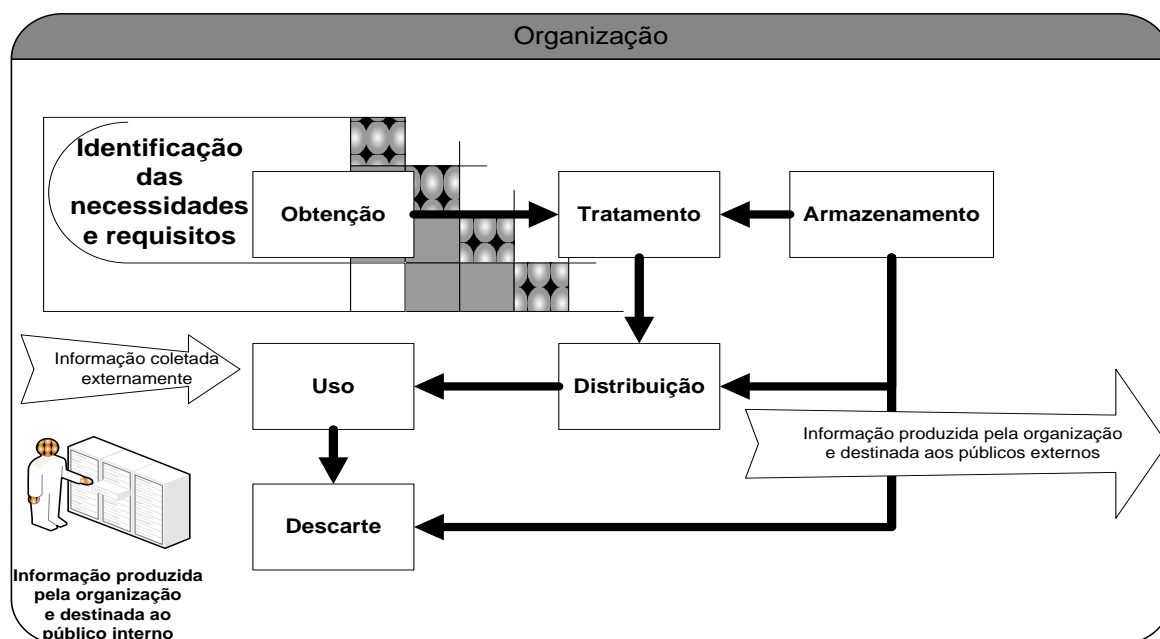 Organização
Identificação
das
necessidades
e requisitos
Obtenção
Tratamento
Armazenamento
Informação coletada
externamente
Uso
Distribuição
Informação produzida pela organização
e destinada aos públicos externos
Descarte
Informação produzida
pela organização
e destinada ao
público interno